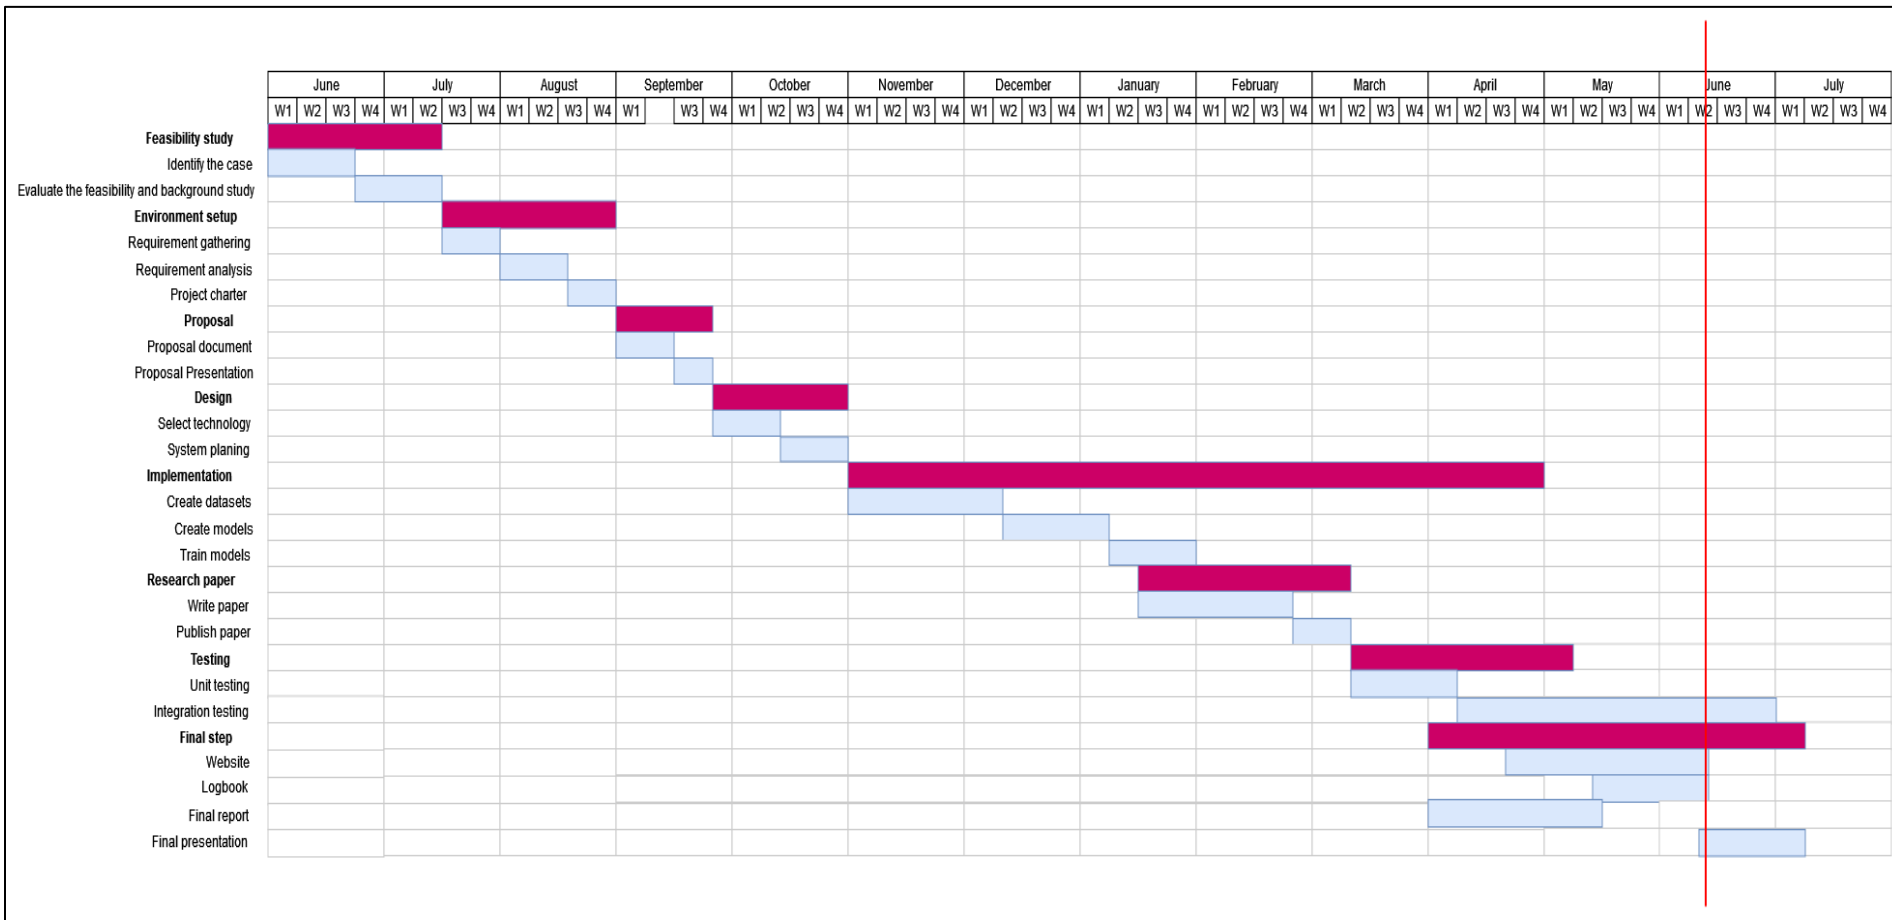 June July August September October November December January February March April May June July
W1 W2 W3 W4 W1 W2 W3 W4 W1 W2 W3 W4 W1 W3 W4 W1 W2 W3 W4 W1 W2 W3 W4 W1 W2 W3 W4 W1 W2 W3 W4 W1 W2 W3 W4 W1 W2 W3 W4 W1 W2 W3 W4 W1 W2 W3 W4 W1 W2 W3 W4 W1 W2 W3 W4
Feasibility study
Identify the case
Evaluate the feasibility and background study
Environment setup
Requirement gathering
Requirement analysis
Project charter
Proposal
Proposal document
Proposal Presentation
Design
Select technology
System planing
Implementation
Create datasets
Create models
Train models
Research paper
Write paper
Publish paper
Testing
Unit testing
Integration testing
Final step
Website
Logbook
Final report
Final presentation